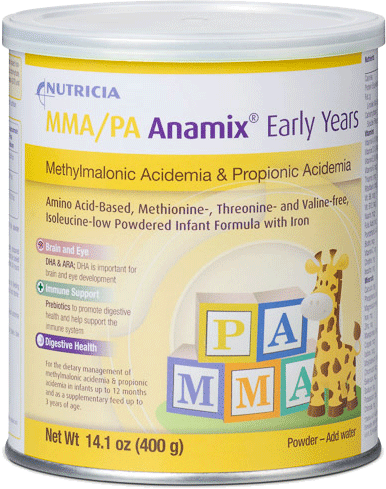 NUTRICIA
MMA/PA Anamix® Early Years
Methylmalonic Acidemia & Propionic Acidemia
Amino Acid-Based, Methionine-, Threonine- and Valine-free,
Isoleucine-low Powdered Infant Formula with Iron
Brain and Eye
DHA & ARA; DHA is important for
brain and eye development
Immune Support
Prebiotics to promote digestive
health and help support the
immune system
Digestive Health
For the dietary management of
methylmalonic acidemia & propionic
acidemia in infants up to 12 months
and as a supplementary feed up to
3 years of age.
P A
M M A
Net Wt 14.1 oz (400 g)
Powder – Add water